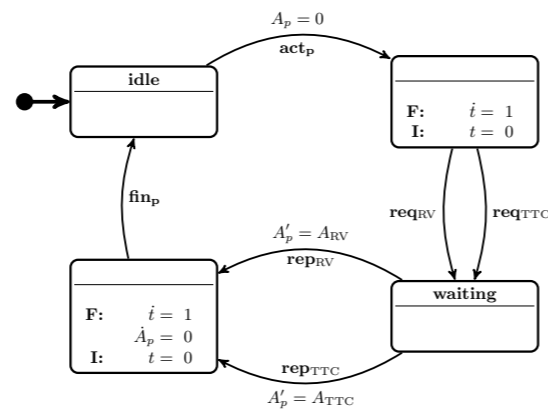 A_p = 0
act_p
idle
F: ṫ = 1
I: t = 0
fin_p
req_RV req_TTC
A′_p = A_RV
rep_RV
waiting
F: ṫ = 1
Ȧ_p = 0
I: t = 0
rep_TTC
A′_p = A_TTC